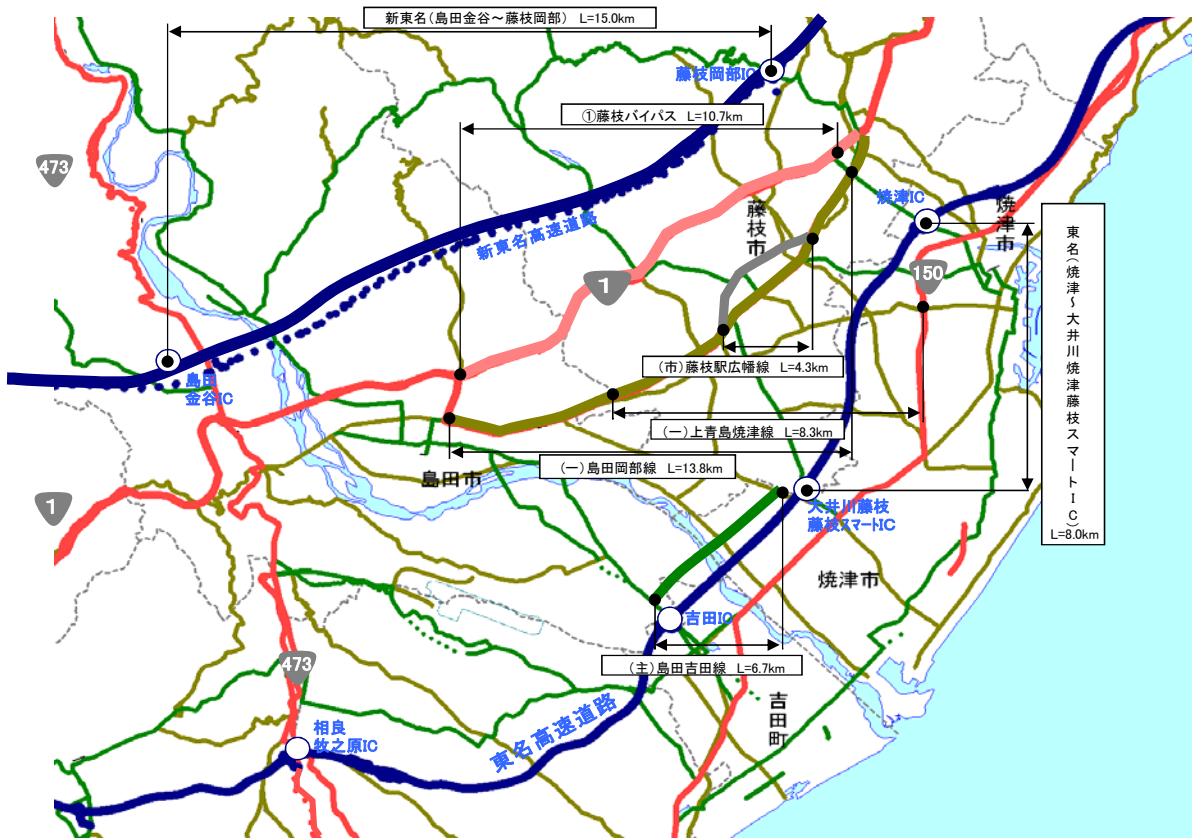 新東名(島田金谷～藤枝岡部) L=15.0km
藤枝岡部IC
①藤枝バイパス L=10.7km
473
焼津IC
藤枝市
焼津市
新東名高速道路
東名(焼津～大井川焼津藤枝スマートIC)L=8.0km
1
150
(市)藤枝駅広幡線 L=4.3km
島田
金谷IC
(一)上青島焼津線 L=8.3km
(一)島田岡部線 L=13.8km
島田市
1
大井川藤枝
藤枝スマートIC
焼津市
吉田IC
(主)島田吉田線 L=6.7km
473
吉田町
東名高速道路
相良
牧之原IC